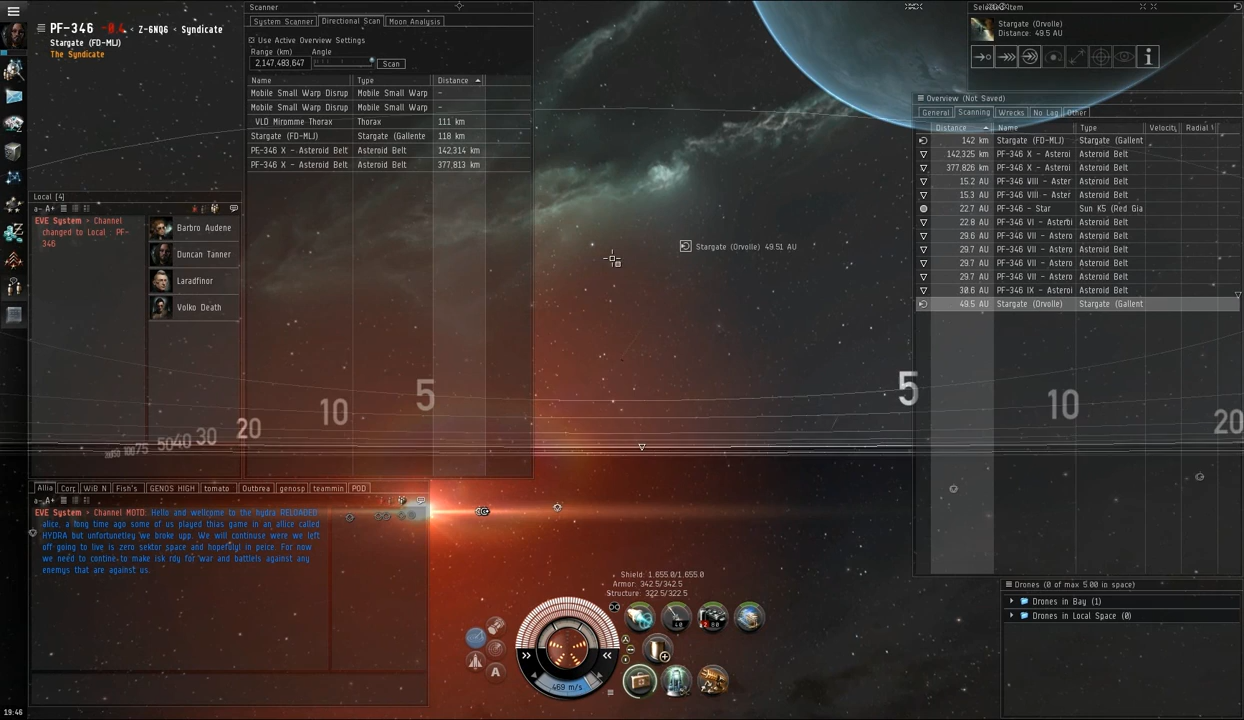 PF-346 -0.4 < Z-6NQ6 < Syndicate
Stargate (FD-MLJ)
The Syndicate
Scanner
System Scanner Directional Scan Moon Analysis
Use Active Overview Settings
Range (km) Angle
2,147,483,647 Scan
Name Type Distance
Mobile Small Warp Disrup Mobile Small Warp -
Mobile Small Warp Disrup Mobile Small Warp -
VLD Miromme Thorax Thorax 111 km
Stargate (FD-MLJ) Stargate (Gallente 118 km
PF-346 X - Asteroid Belt Asteroid Belt 142,314 km
PF-346 X - Asteroid Belt Asteroid Belt 377,813 km
Stargate (Orvolle)
Distance: 49.5 AU
Overview (Not Saved)
General Scanning Wrecks No Lag Other
Distance Name Type Velocity Radial
142 km Stargate (FD-MLJ) Stargate (Gallent
142,325 km PF-346 X - Asteroi Asteroid Belt
377,826 km PF-346 X - Asteroi Asteroid Belt
15.2 AU PF-346 VIII - Aster Asteroid Belt
15.3 AU PF-346 VIII - Aster Asteroid Belt
22.7 AU PF-346 - Star Sun K5 (Red Gia
22.8 AU PF-346 VI - Asteroi Asteroid Belt
29.6 AU PF-346 VII - Astero Asteroid Belt
29.7 AU PF-346 VII - Astero Asteroid Belt
29.7 AU PF-346 VII - Astero Asteroid Belt
29.7 AU PF-346 VII - Astero Asteroid Belt
30.6 AU PF-346 IX - Asteroi Asteroid Belt
49.5 AU Stargate (Orvolle) Stargate (Gallent
Local [4]
EVE System > Channel
changed to Local : PF-
346
Barbro Audene
Duncan Tanner
Laradfinor
Volko Death
Stargate (Orvolle) 49.51 AU
75 50 40 30 20 10 5
5 10 20
Allia Corp WiB N Fish's GENOS HIGH tomato Outbrea genosp teammin POD
EVE System > Channel MOTD: Hello and wellcome to the hydra RELOADED
alice, a long time ago some of us played thias game in an allice called
HYDRA but unfortunetley we broke upp. We will continuse were we left
off going to live is zero sektor space and hopefulyl in peice. For now
we need to contine to make isk rdy for war and battlels against any
enemys that are against us.
Shield: 1,655.0/1,655.0
Armor: 342.5/342.5
Structure: 322.5/322.5
469 m/s
Drones (0 of max 5.00 in space)
Drones in Bay (1)
Drones in Local Space (0)
19:46